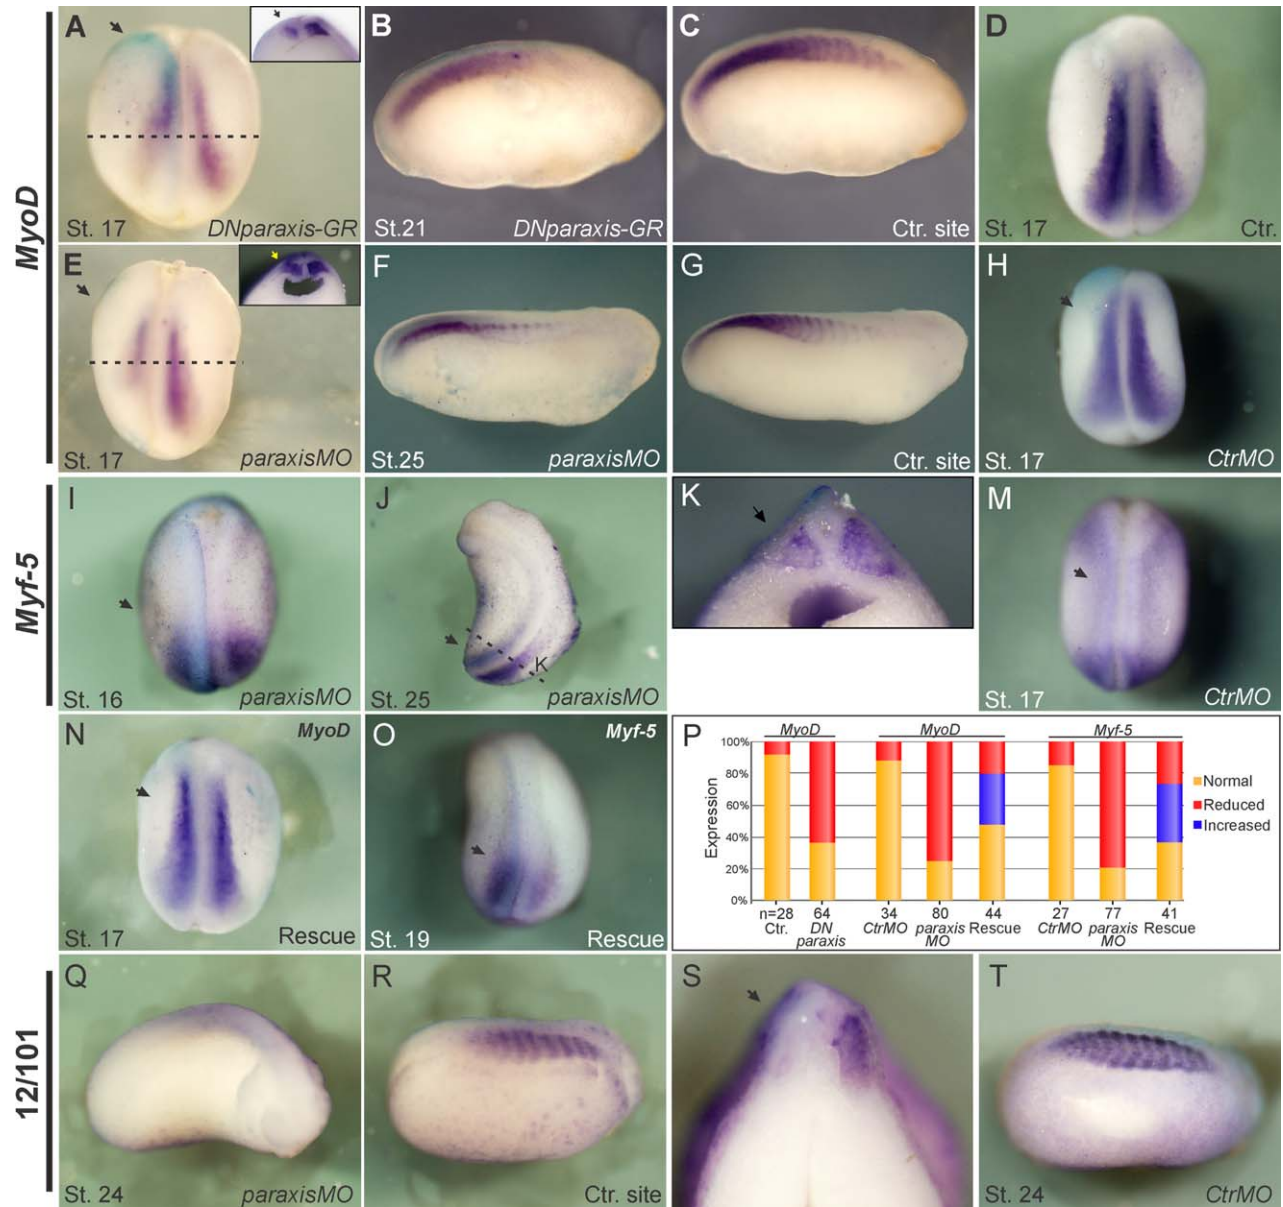 MyoD
A
St. 17
DNparaxis-GR
B
St.21
DNparaxis-GR
C
Ctr. site
D
St. 17
Ctr.
E
St. 17
paraxisMO
F
St.25
paraxisMO
G
Ctr. site
H
St. 17
CtrMO
Myf-5
I
St. 16
paraxisMO
J
K
St. 25
paraxisMO
K
M
St. 17
CtrMO
N
MyoD
St. 17
Rescue
O
Myf-5
St. 19
Rescue
P
MyoD MyoD Myf-5
Expression
100%
80%
60%
40%
20%
0%
Normal
Reduced
Increased
n=28 64 34 80 44 27 77 41
Ctr. DN CtrMO paraxis Rescue CtrMO paraxis Rescue
paraxis MO MO
12/101
Q
St. 24
paraxisMO
R
Ctr. site
S
T
St. 24
CtrMO